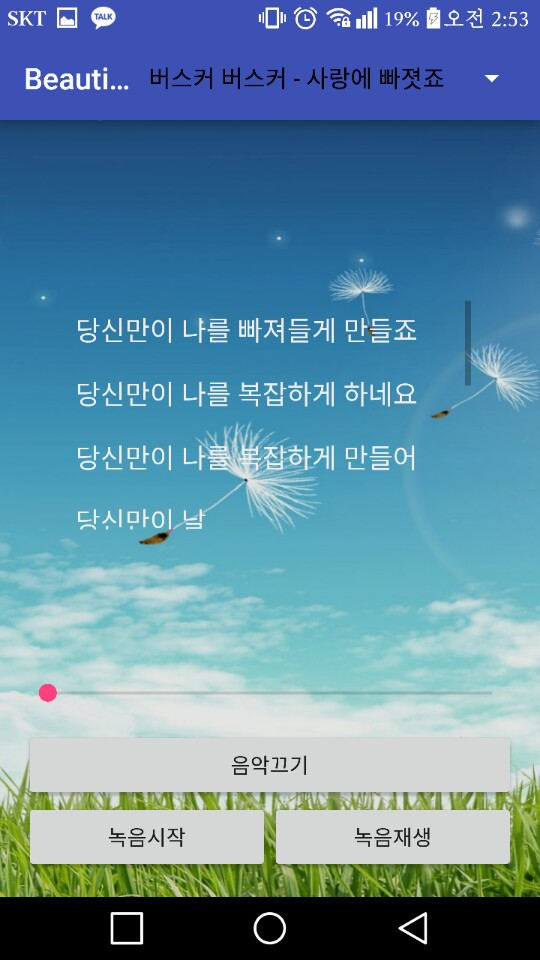 SKT TALK 19% 오전 2:53
Beauti... 버스커 버스커 - 사랑에 빠졋죠
당신만이 나를 빠져들게 만들죠
당신만이 나를 복잡하게 하네요
당신만이 나를 복잡하게 만들어
당신만이 날
음악끄기
녹음시작 녹음재생